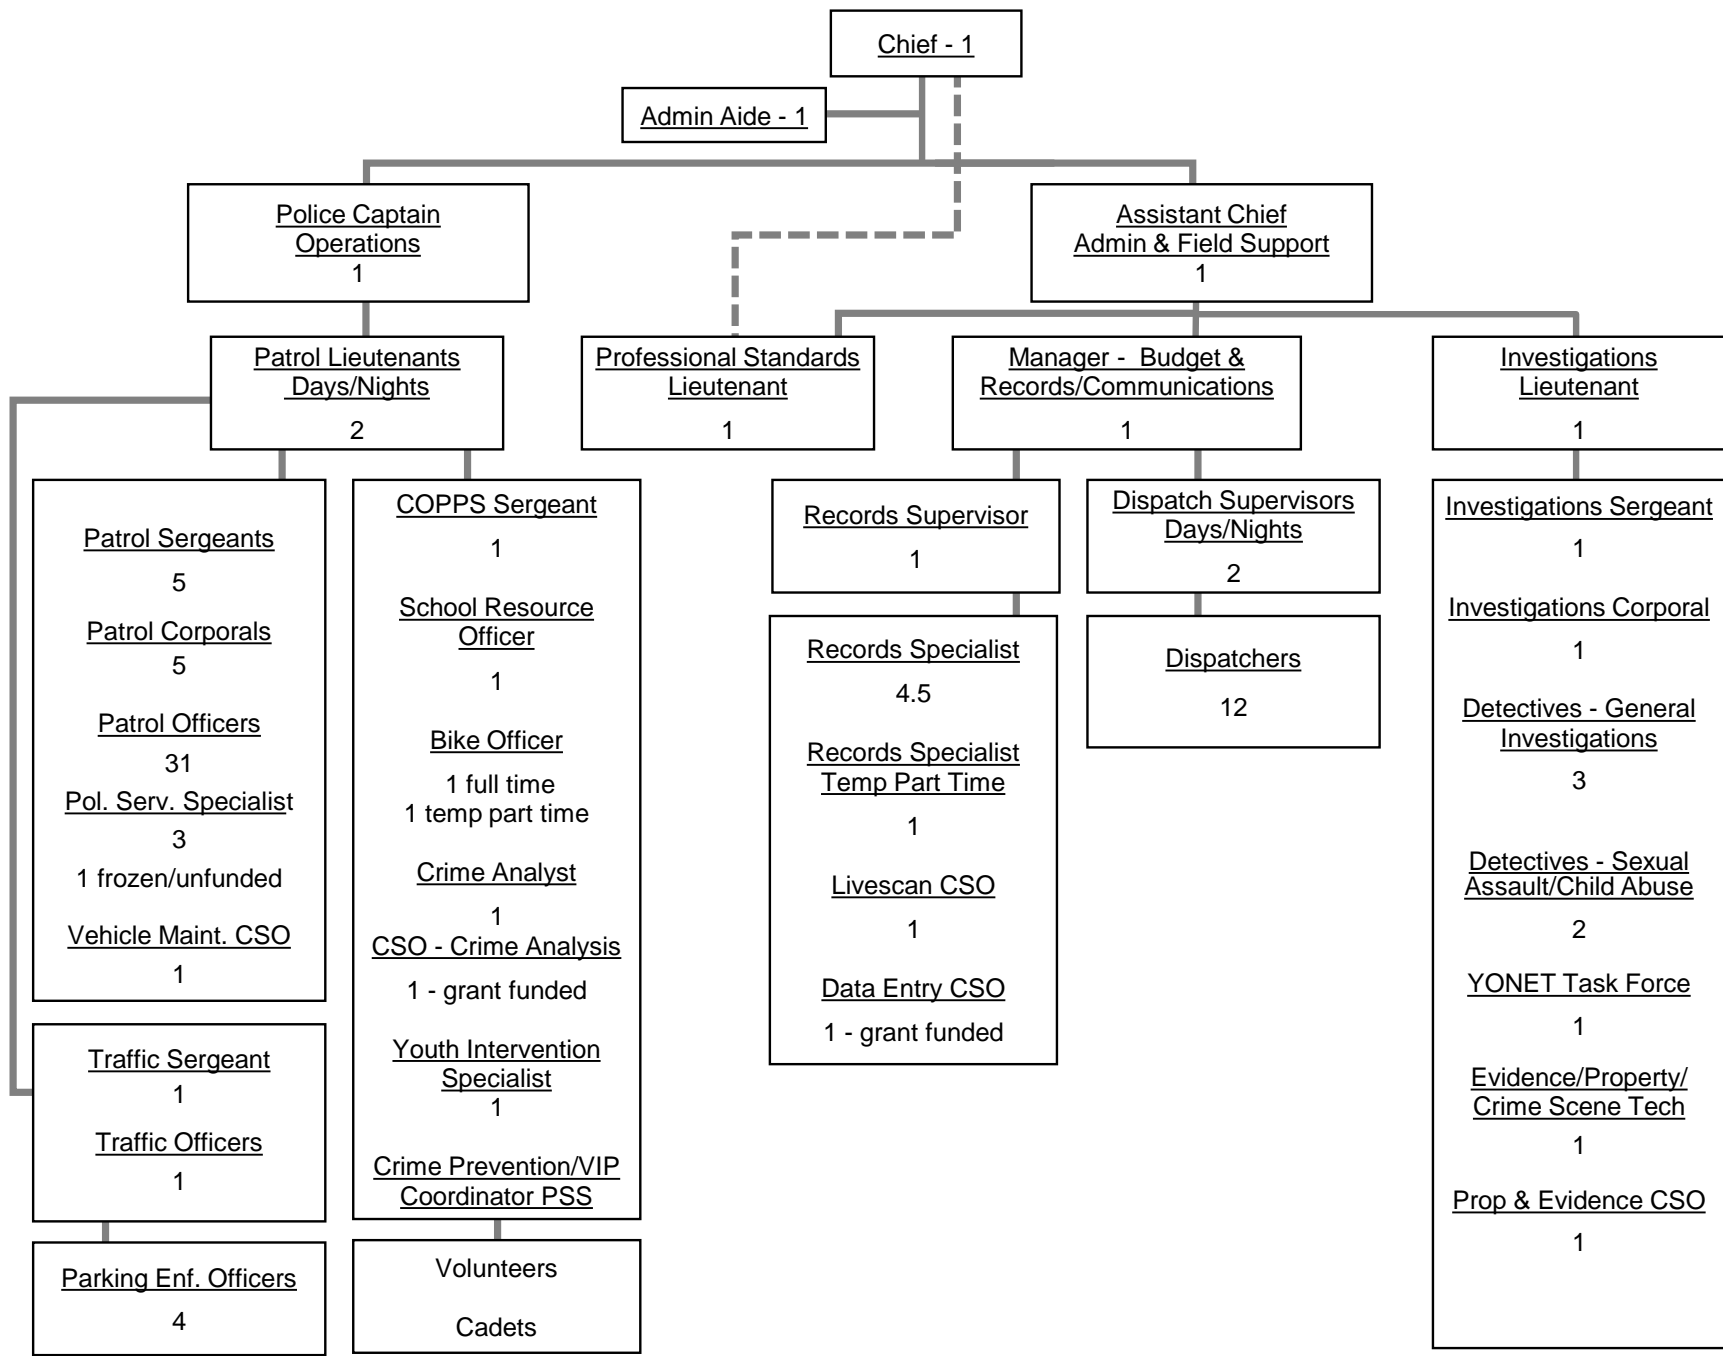 Chief - 1
Admin Aide - 1
Police Captain
Operations
1
Assistant Chief
Admin & Field Support
1
Patrol Lieutenants
Days/Nights
2
Professional Standards
Lieutenant
1
Manager - Budget &
Records/Communications
1
Investigations
Lieutenant
1
Patrol Sergeants
5
Patrol Corporals
5
Patrol Officers
31
Pol. Serv. Specialist
3
1 frozen/unfunded
Vehicle Maint. CSO
1
Traffic Sergeant
1
Traffic Officers
1
Parking Enf. Officers
4
COPPS Sergeant
1
School Resource
Officer
1
Bike Officer
1 full time
1 temp part time
Crime Analyst
1
CSO - Crime Analysis
1 - grant funded
Youth Intervention
Specialist
1
Crime Prevention/VIP
Coordinator PSS
Volunteers
Cadets
Records Supervisor
1
Records Specialist
4.5
Records Specialist
Temp Part Time
1
Livescan CSO
1
Data Entry CSO
1 - grant funded
Dispatch Supervisors
Days/Nights
2
Dispatchers
12
Investigations Sergeant
1
Investigations Corporal
1
Detectives - General
Investigations
3
Detectives - Sexual
Assault/Child Abuse
2
YONET Task Force
1
Evidence/Property/
Crime Scene Tech
1
Prop & Evidence CSO
1